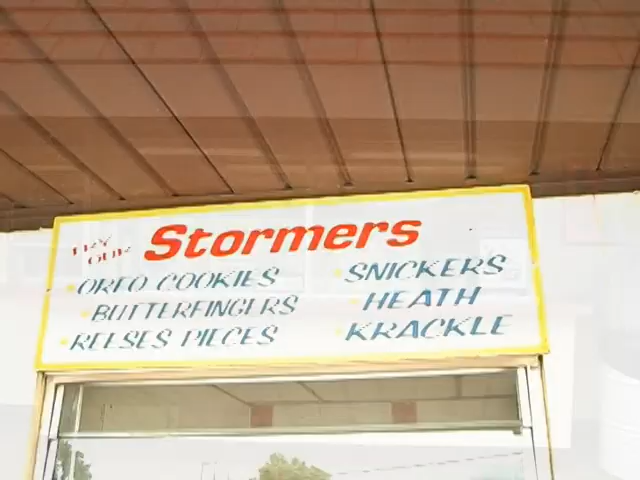 TRY OUR Stormers
OREO COOKIES
BUTTERFINGERS
REESES PIECES
SNICKERS
HEATH
KRACKLE